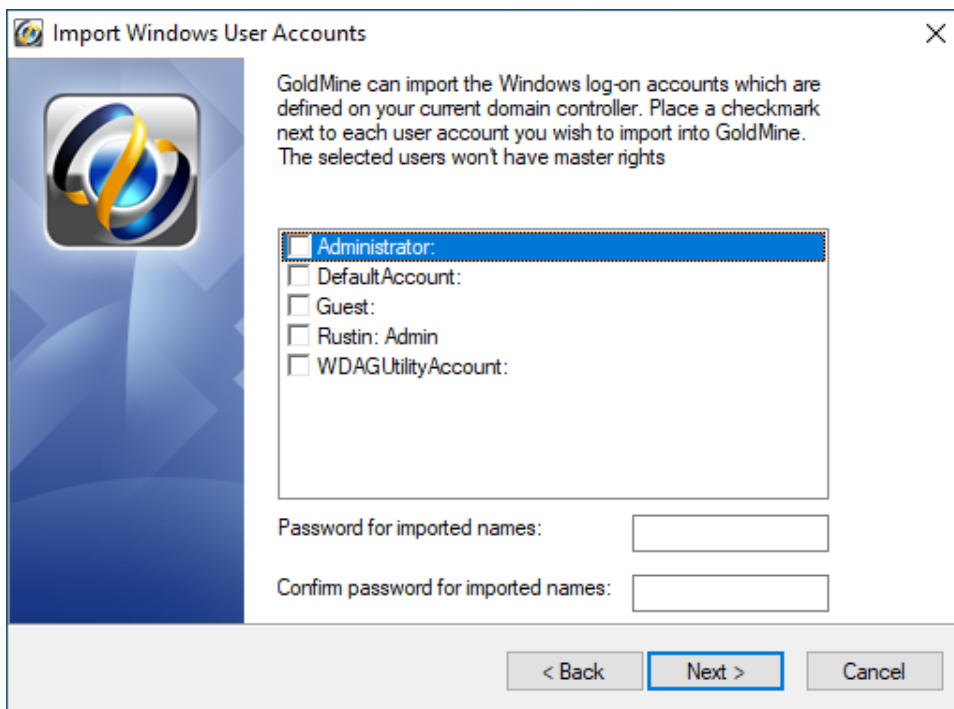 Import Windows User Accounts
GoldMine can import the Windows log-on accounts which are
defined on your current domain controller. Place a checkmark
next to each user account you wish to import into GoldMine.
The selected users won't have master rights
Administrator:
DefaultAccount:
Guest:
Rustin: Admin
WDAGUtilityAccount:
Password for imported names:
Confirm password for imported names:
< Back Next > Cancel